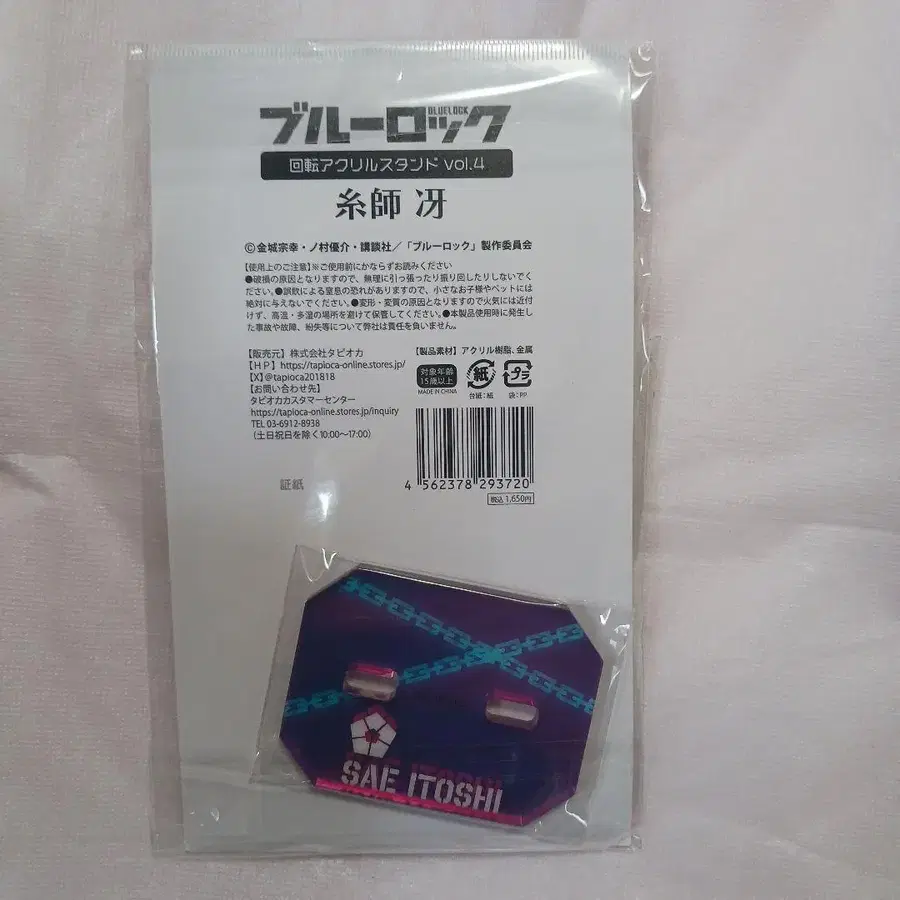 ブルーロック
BLUELOCK
回転アクリルスタンド vol.4
糸師 冴
©金城宗幸・ノ村優介・講談社／「ブルーロック」製作委員会
【使用上のご注意】※ご使用前にかならずお読みください
●破損の原因となりますので、無理に引っ張ったり振り回したりしないでく
ださい。●誤飲による窒息の恐れがありますので、小さなお子様やペットには
絶対に与えないでください。●変形・変質の原因となりますので火気には近付
けず、高温・多湿の場所を避けて保管してください。●本製品使用時に発生し
た事故や故障、紛失等について弊社は責任を負いません。
【販売元】株式会社タピオカ
【HP】https://tapioca-online.stores.jp/
【X】@tapioca201818
【お問い合わせ先】
タピオカカスタマーセンター
https://tapioca-online.stores.jp/inquiry
TEL 03-6912-8938
（土日祝日を除く10:00〜17:00）
【製品素材】アクリル樹脂、金属
対象年齢
15歳以上
MADE IN CHINA
紙
台紙：紙
プラ
袋：PP
4 562378 293720
税込 1,650円
証紙
SAE ITOSHI